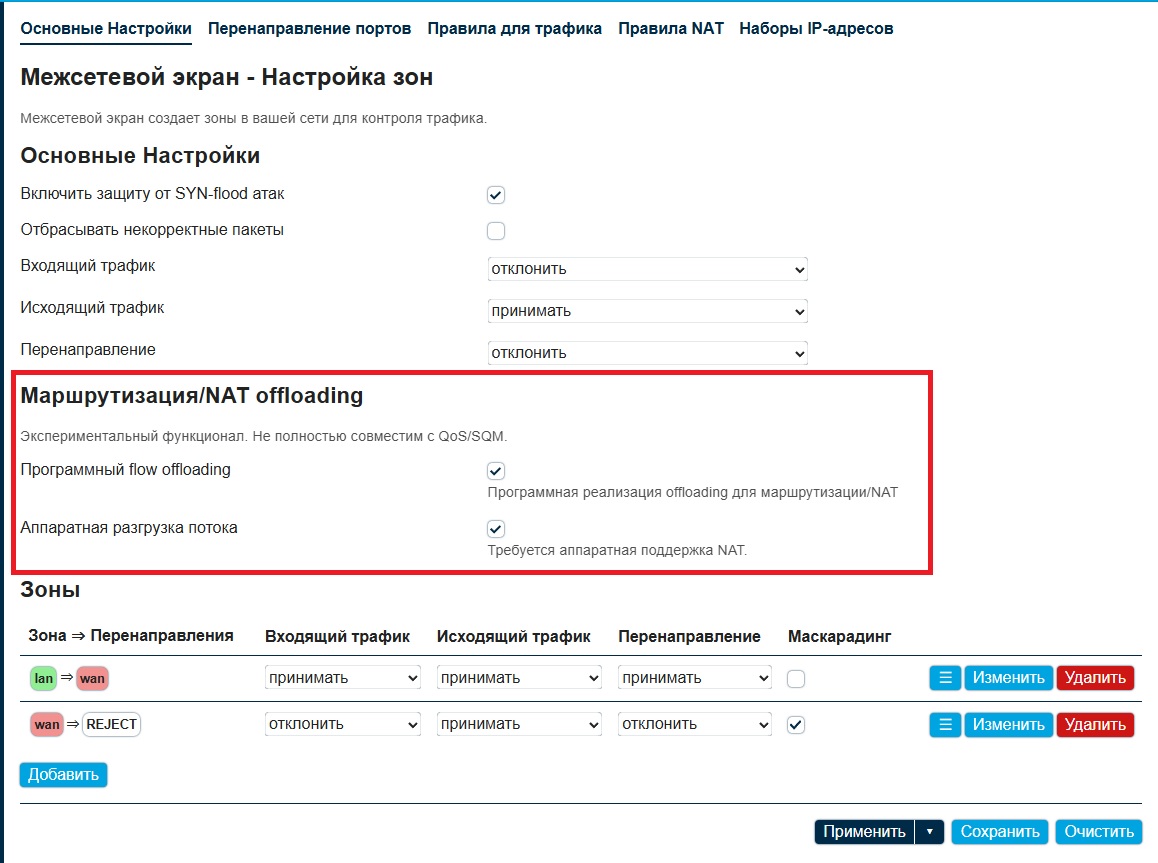 Основные Настройки Перенаправление портов Правила для трафика Правила NAT Наборы IP-адресов
Межсетевой экран - Настройка зон
Межсетевой экран создает зоны в вашей сети для контроля трафика.
Основные Настройки
Включить защиту от SYN-flood атак
Отбрасывать некорректные пакеты
Входящий трафик отклонить
Исходящий трафик принимать
Перенаправление отклонить
Маршрутизация/NAT offloading
Экспериментальный функционал. Не полностью совместим с QoS/SQM.
Программный flow offloading
Программная реализация offloading для маршрутизации/NAT
Аппаратная разгрузка потока
Требуется аппаратная поддержка NAT.
Зоны
Зона ⇒ Перенаправления Входящий трафик Исходящий трафик Перенаправление Маскарадинг
lan ⇒ wan принимать принимать принимать Изменить Удалить
wan ⇒ REJECT отклонить принимать отклонить Изменить Удалить
Добавить
Применить Сохранить Очистить